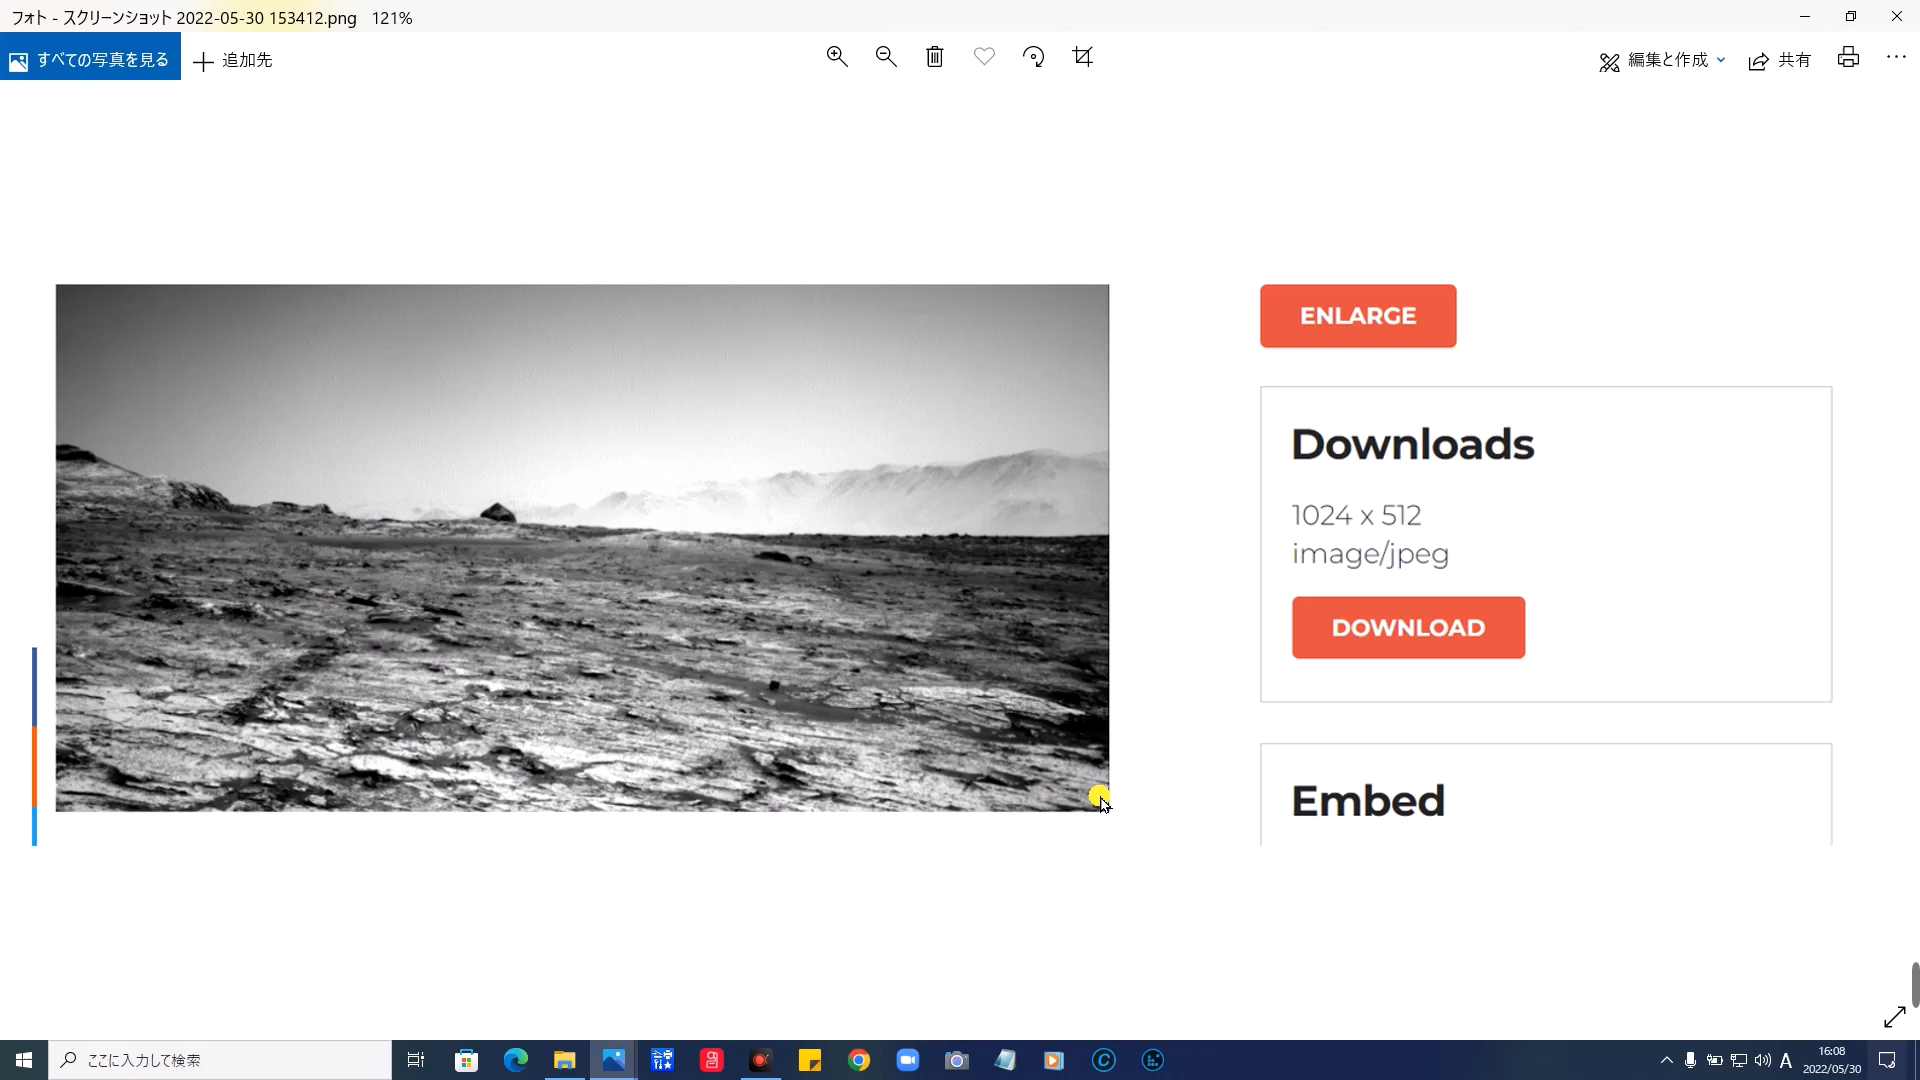 フォト - スクリーンショット 2022-05-30 153412.png 121%
すべての写真を見る
追加先
編集と作成
共有
ENLARGE
Downloads
1024 x 512
image/jpeg
DOWNLOAD
Embed
ここに入力して検索
A
16:08
2022/05/30